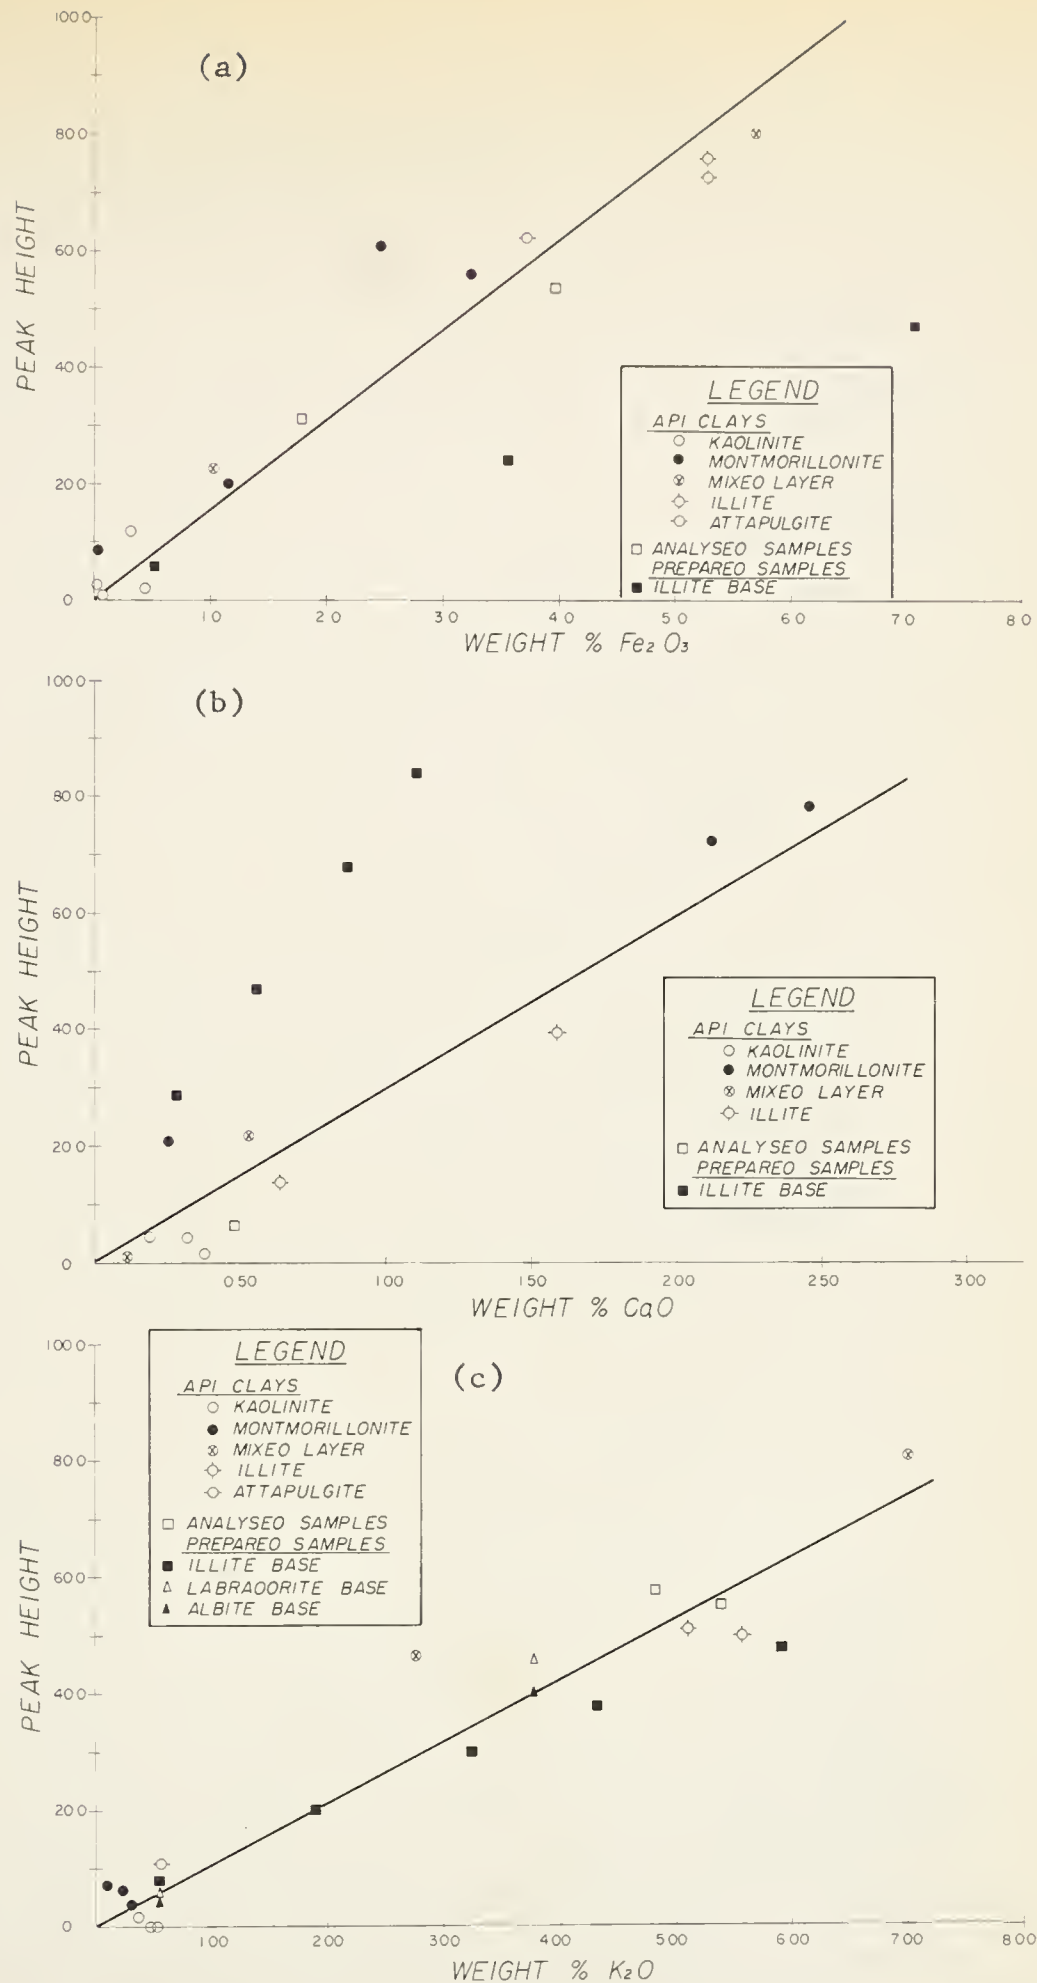 1000
(a)
800
600
400
200
0
PEAK HEIGHT
LEGEND
API CLAYS
KAOLINITE
MONTMORILLONITE
MIXEO LAYER
ILLITE
ATTAPULGITE
ANALYSEO SAMPLES
PREPAREO SAMPLES
ILLITE BASE
10 20 30 40 50 60 70 80
WEIGHT % Fe₂O₃
1000
(b)
800
600
400
200
0
PEAK HEIGHT
LEGEND
API CLAYS
KAOLINITE
MONTMORILLONITE
MIXEO LAYER
ILLITE
ANALYSEO SAMPLES
PREPAREO SAMPLES
ILLITE BASE
050 100 150 200 250 300
WEIGHT % CaO
1000
(c)
LEGEND
API CLAYS
KAOLINITE
MONTMORILLONITE
MIXEO LAYER
ILLITE
ATTAPULGITE
ANALYSEO SAMPLES
PREPAREO SAMPLES
ILLITE BASE
LABRAOORITE BASE
ALBITE BASE
800
600
400
200
0
PEAK HEIGHT
100 200 300 400 500 600 700 800
WEIGHT % K₂O